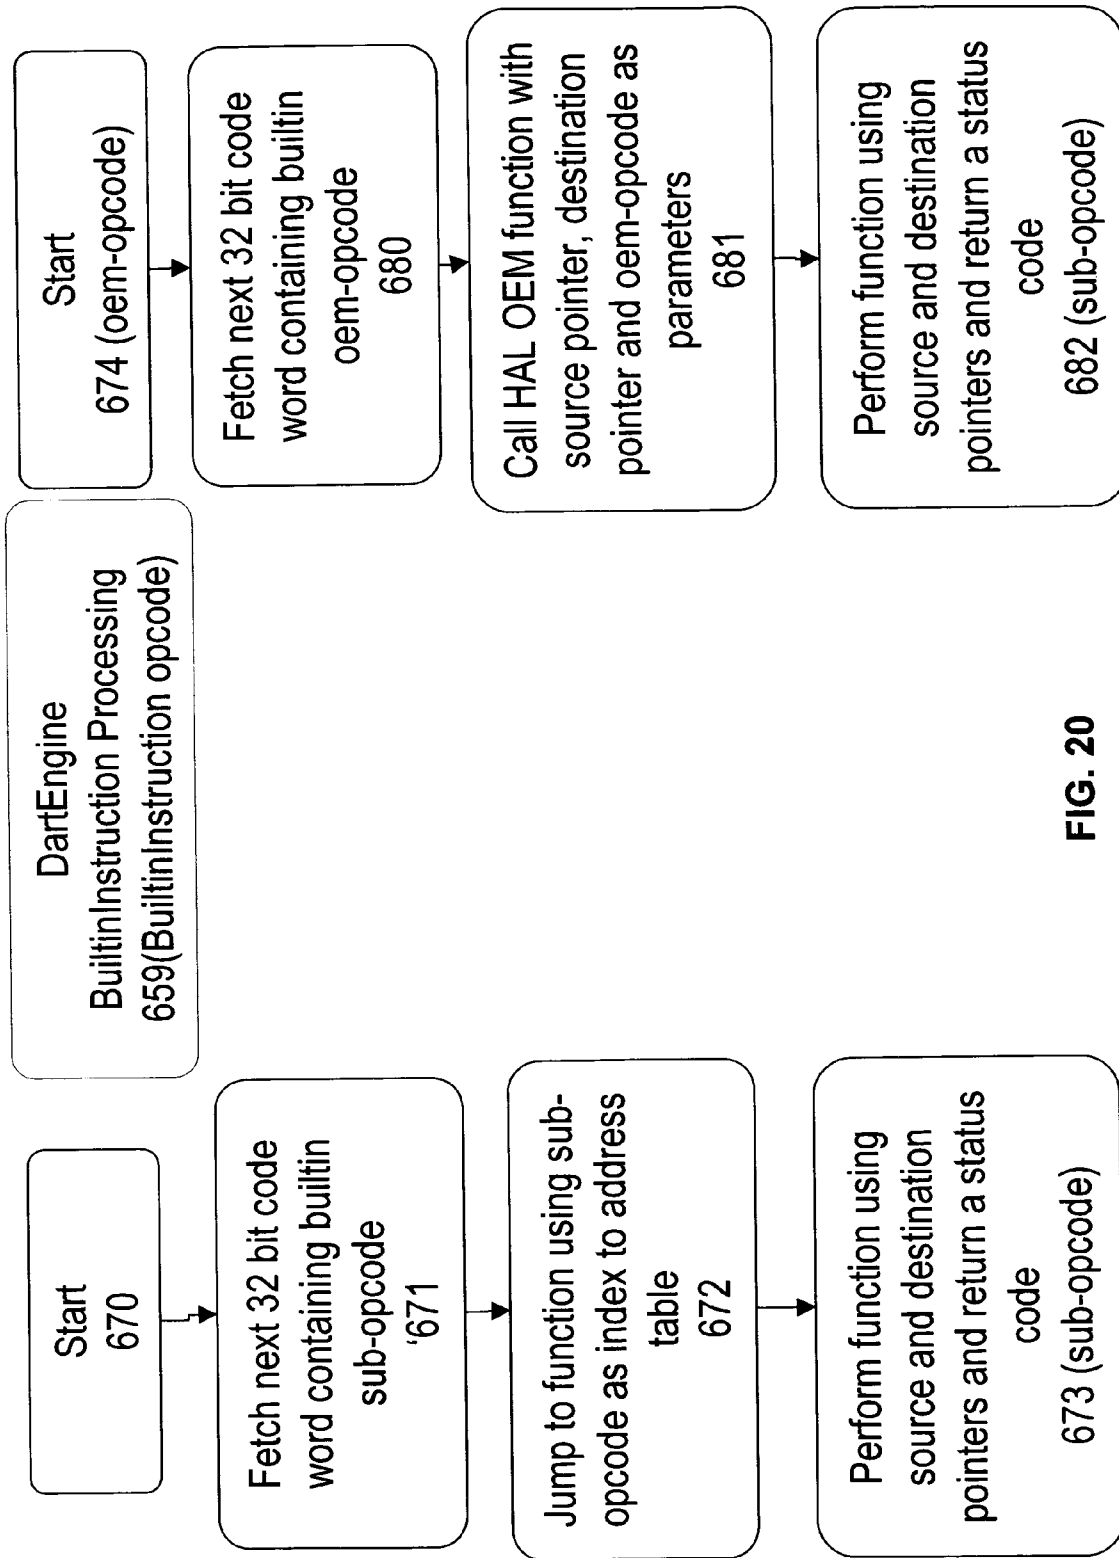 DartEngine
BuiltinInstruction Processing
659(BuiltinInstruction opcode)
Start
670
Fetch next 32 bit code
word containing builtin
sub-opcode
‘671
Jump to function using sub-
opcode as index to address
table
672
Perform function using
source and destination
pointers and return a status
code
673 (sub-opcode)
Start
674 (oem-opcode)
Fetch next 32 bit code
word containing builtin
oem-opcode
680
Call HAL OEM function with
source pointer, destination
pointer and oem-opcode as
parameters
681
Perform function using
source and destination
pointers and return a status
code
682 (sub-opcode)
FIG. 20